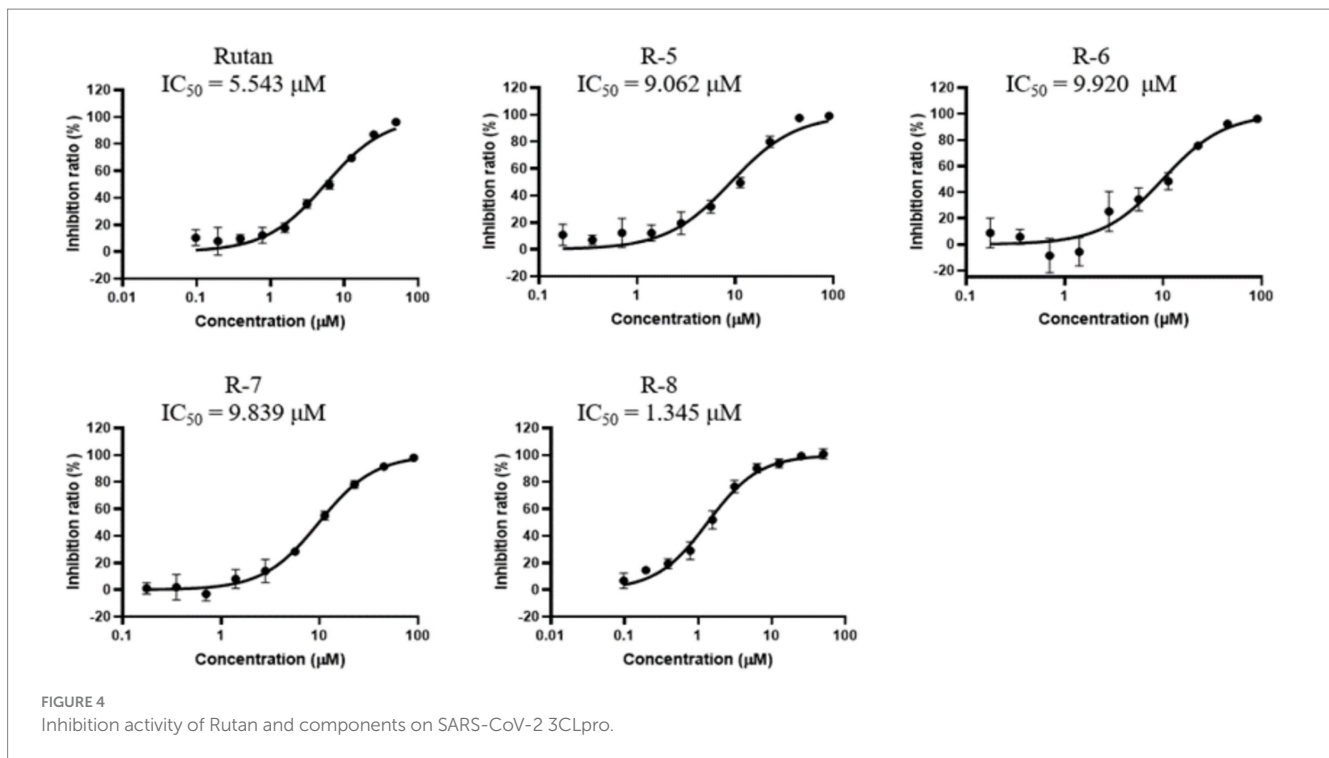 Rutan
IC50 = 5.543 μM
120
100
80
60
40
20
0
-20
Inhibition ratio (%)
0.01 0.1 1 10 100
Concentration (μM)
R-5
IC50 = 9.062 μM
120
100
80
60
40
20
0
-20
Inhibition ratio (%)
0.1 1 10 100
Concentration (μM)
R-6
IC50 = 9.920 μM
120
100
80
60
40
20
0
-20
Inhibition ratio (%)
0.1 1 10 100
Concentration (μM)
R-7
IC50 = 9.839 μM
120
100
80
60
40
20
0
-20
Inhibition ratio (%)
0.1 1 10 100
Concentration (μM)
R-8
IC50 = 1.345 μM
120
100
80
60
40
20
0
-20
Inhibition ratio (%)
0.01 0.1 1 10 100
Concentration (μM)
FIGURE 4
Inhibition activity of Rutan and components on SARS-CoV-2 3CLpro.